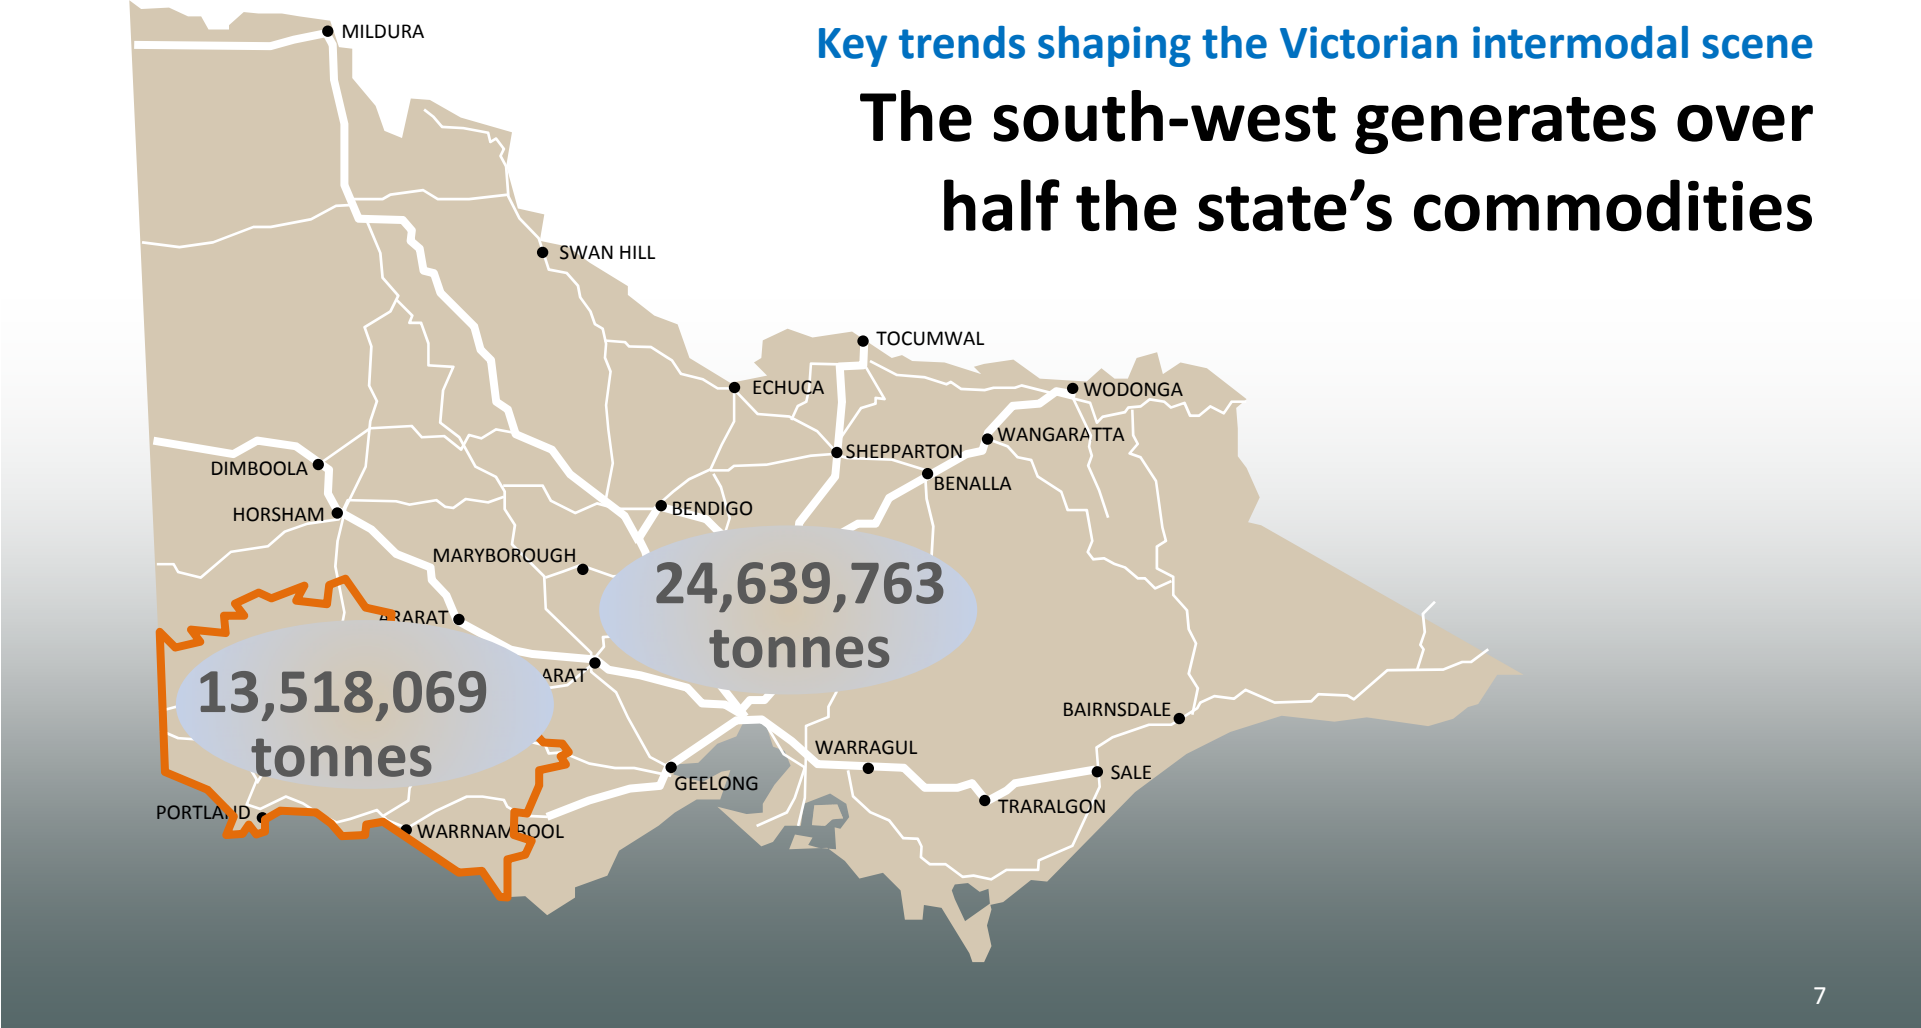 Key trends shaping the Victorian intermodal scene
The south-west generates over
half the state’s commodities
MILDURA
SWAN HILL
TOCUMWAL
ECHUCA
WODONGA
WANGARATTA
SHEPPARTON
BENALLA
DIMBOOLA
HORSHAM
BENDIGO
MARYBOROUGH
24,639,763
tonnes
ARARAT
ARAT
13,518,069
tonnes
BAIRNSDALE
WARRAGUL
SALE
GEELONG
TRARALGON
PORTLAND
WARRNAMBOOL
7